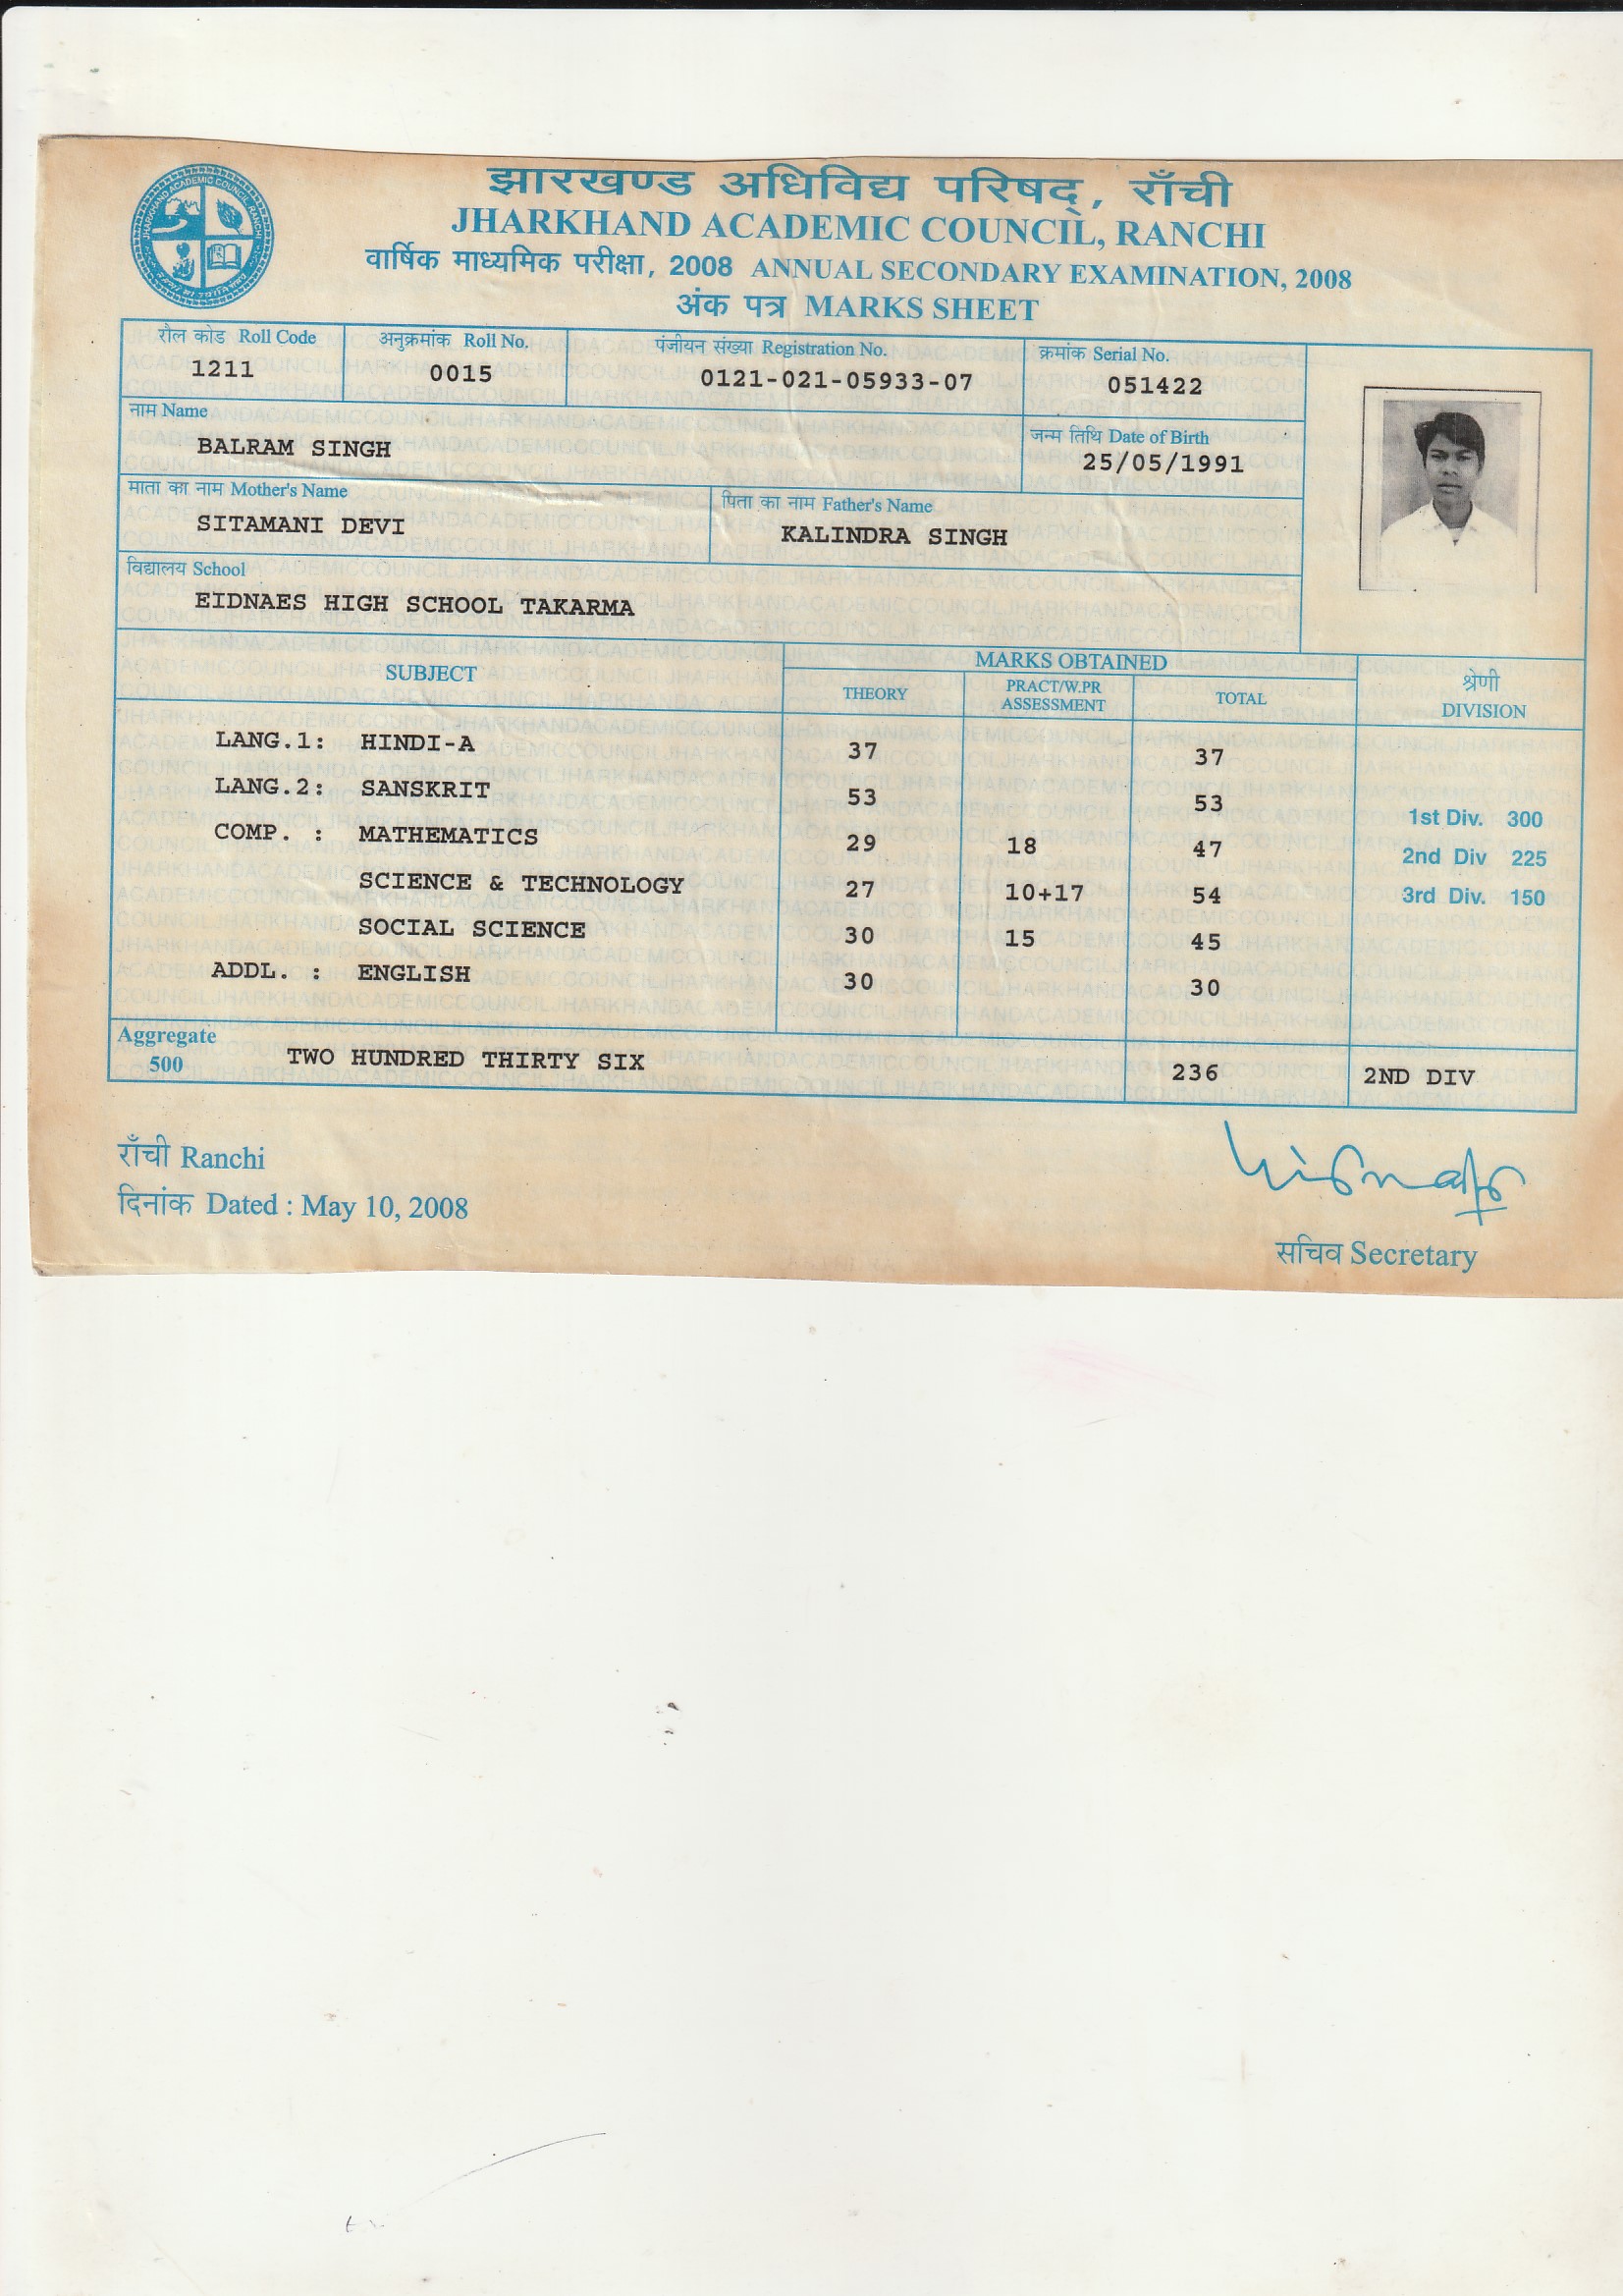 झारखण्ड अधिविद्य परिषद्, राँची
JHARKHAND ACADEMIC COUNCIL, RANCHI
वार्षिक माध्यमिक परीक्षा, 2008 ANNUAL SECONDARY EXAMINATION, 2008
अंक पत्र MARKS SHEET
रौल कोड Roll Code अनुक्रमांक Roll No. पंजीयन संख्या Registration No. क्रमांक Serial No.
1211 0015 0121-021-05933-07 051422
नाम Name
BALRAM SINGH
जन्म तिथि Date of Birth
25/05/1991
माता का नाम Mother's Name पिता का नाम Father's Name
SITAMANI DEVI KALINDRA SINGH
विद्यालय School
EIDNAES HIGH SCHOOL TAKARMA
SUBJECT MARKS OBTAINED श्रेणी DIVISION
THEORY PRACT/W.PR ASSESSMENT TOTAL
LANG.1: HINDI-A 37 37
LANG.2: SANSKRIT 53 53
COMP. : MATHEMATICS 29 18 47
SCIENCE & TECHNOLOGY 27 10+17 54
SOCIAL SCIENCE 30 15 45
ADDL. : ENGLISH 30 30
1st Div. 300
2nd Div 225
3rd Div. 150
Aggregate
500 TWO HUNDRED THIRTY SIX 236 2ND DIV
राँची Ranchi
दिनांक Dated : May 10, 2008
सचिव Secretary